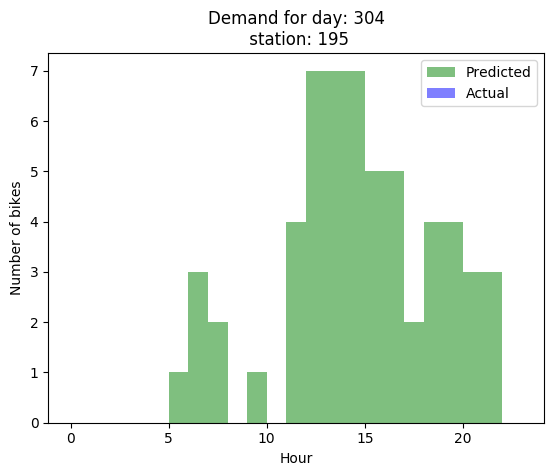 Demand for day: 304
station: 195
Predicted
Actual
Number of bikes
7
6
5
4
3
2
1
0
0 5 10 15 20
Hour